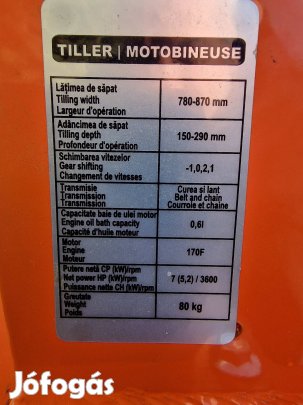 TILLER | MOTOBINEUSE
Lățimea de săpat
Tilling width
Largeur d'opération
780-870 mm
Adâncimea de săpat
Tilling depth
Profondeur d'opération
150-290 mm
Schimbarea vitezelor
Gear shifting
Changement de vitesses
-1,0,2,1
Transmisie
Transmission
Transmission
Curea si lant
Belt and chain
Courroie et chaine
Capacitate baie de ulei motor
Engine oil bath capacity
Capacité d'huile moteur
0,6l
Motor
Engine
Moteur
170F
Putere netă CP (kW)/rpm
Net power HP (kW)/rpm
Puissance netta CH (kW)/rpm
7 (5,2) / 3600
Greutate
Weight
Poids
80 kg
Jófogás